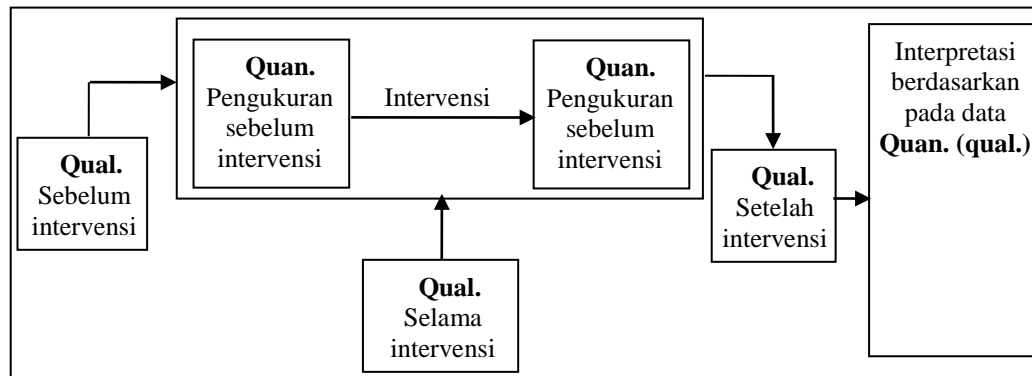 Qual.
Sebelum
intervensi
Quan.
Pengukuran
sebelum
intervensi
Intervensi
Quan.
Pengukuran
sebelum
intervensi
Qual.
Selama
intervensi
Qual.
Setelah
intervensi
Interpretasi
berdasarkan
pada data
Quan. (qual.)